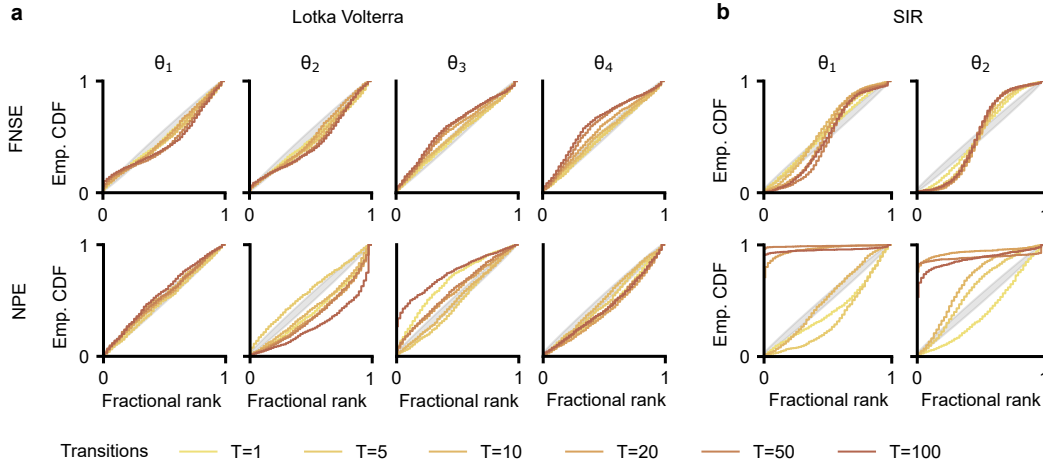 a Lotka Volterra b SIR
θ1 θ2 θ3 θ4 θ1 θ2
FNSE
Emp. CDF
1
0
0 1 0 1 0 1 0 1
Emp. CDF
1
0
0 1 0 1
NPE
Emp. CDF
1
0
0 1 0 1 0 1 0 1
Fractional rank Fractional rank Fractional rank Fractional rank
Emp. CDF
1
0
0 1 0 1
Fractional rank Fractional rank
Transitions T=1 T=5 T=10 T=20 T=50 T=100